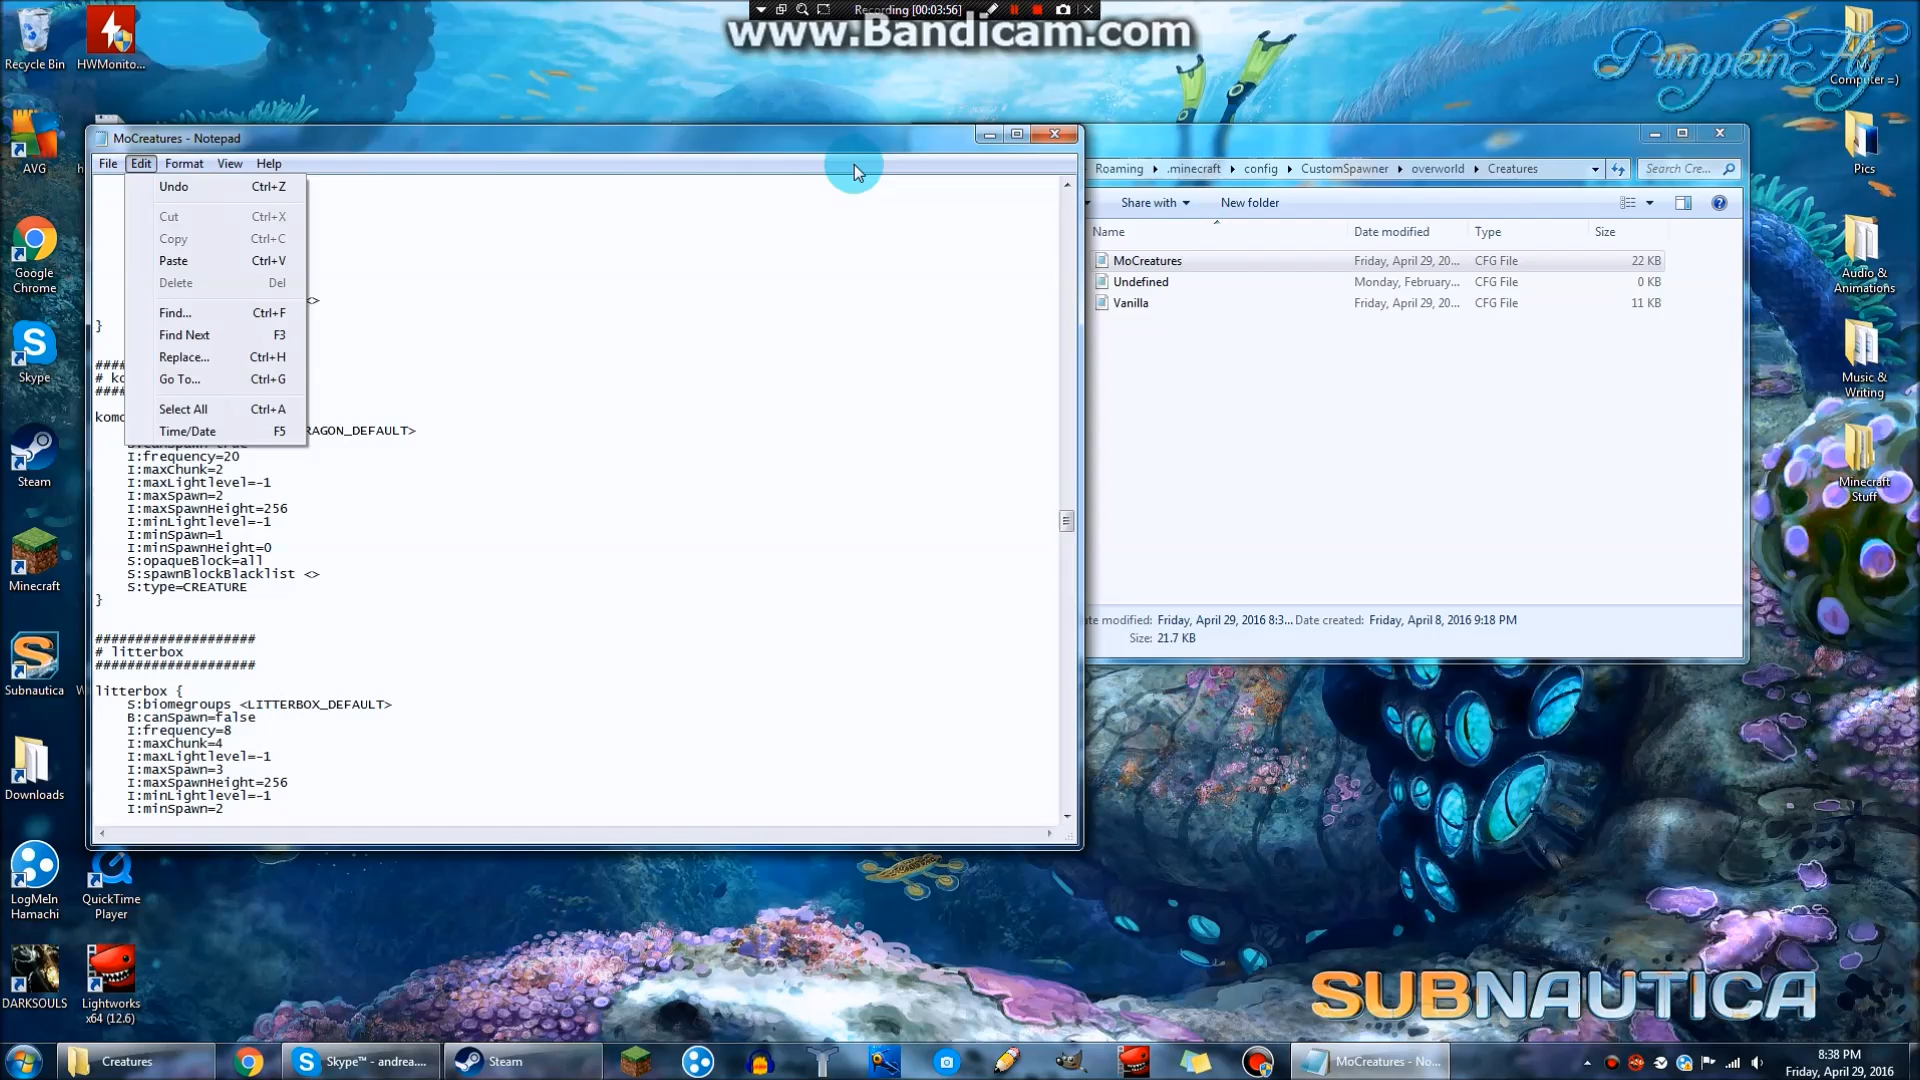 Recording [00:03:56]
www.Bandicam.com
PumpkinFly
Recycle Bin
HWMonito...
AVG
Google
Chrome
Skype
Steam
Minecraft
Subnautica
Downloads
LogMeIn
Hamachi
QuickTime
Player
DARKSOULS
Lightworks
x64 (12.6)
My
Computer =)
Pics
Audio &
Animations
Music &
Writing
Minecraft
Stuff
MoCreatures - Notepad
File Edit Format View Help
Undo Ctrl+Z
Cut Ctrl+X
Copy Ctrl+C
Paste Ctrl+V
Delete Del
Find... Ctrl+F
Find Next F3
Replace... Ctrl+H
Go To... Ctrl+G
Select All Ctrl+A
Time/Date F5
<>
}
####
# ko
####
komo
RAGON_DEFAULT>
I:frequency=20
I:maxChunk=2
I:maxLightlevel=-1
I:maxSpawn=2
I:maxSpawnHeight=256
I:minLightlevel=-1
I:minSpawn=1
I:minSpawnHeight=0
S:opaqueBlock=all
S:spawnBlockBlacklist <>
S:type=CREATURE
}
####################
# litterbox
####################
litterbox {
S:biomegroups <LITTERBOX_DEFAULT>
B:canSpawn=false
I:frequency=8
I:maxChunk=4
I:maxLightlevel=-1
I:maxSpawn=3
I:maxSpawnHeight=256
I:minLightlevel=-1
I:minSpawn=2
Roaming .minecraft config CustomSpawner overworld Creatures Search Cre...
Share with New folder
Name Date modified Type Size
MoCreatures Friday, April 29, 20... CFG File 22 KB
Undefined Monday, February... CFG File 0 KB
Vanilla Friday, April 29, 20... CFG File 11 KB
te modified: Friday, April 29, 2016 8:3... Date created: Friday, April 8, 2016 9:18 PM
Size: 21.7 KB
SUBNAUTICA
Creatures
Skype™ - andrea....
Steam
MoCreatures - No...
8:38 PM
Friday, April 29, 2016